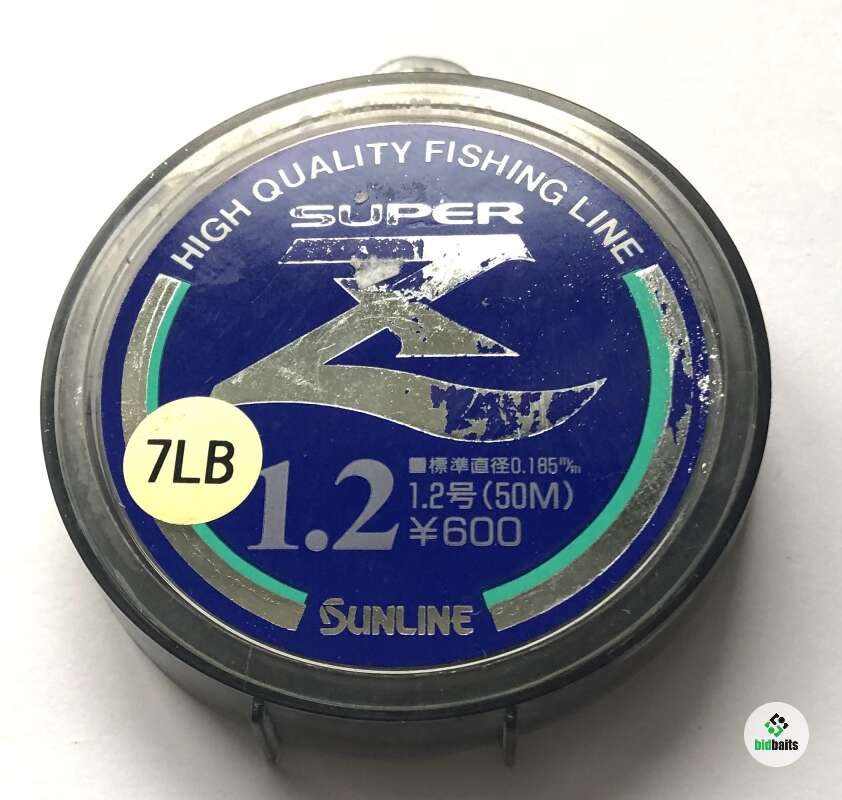 HIGH QUALITY FISHING LINE
SUPER
Z
7LB
1.2
■標準直径0.185㎜
1.2号(50M)
¥600
SUNLINE
bidbaits